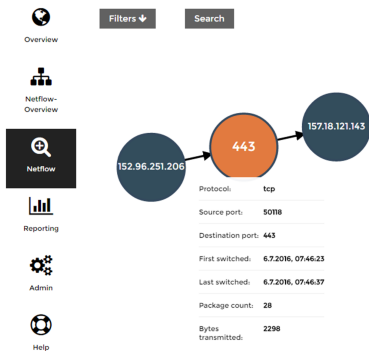 Overview
Netflow-
Overview
Netflow
Reporting
Admin
Help
Filters
Search
152.96.251.206
443
157.18.121.143
Protocol: tcp
Source port: 50118
Destination port: 443
First switched: 6.7.2016, 07:46:23
Last switched: 6.7.2016, 07:46:37
Package count: 28
Bytes transmitted: 2298